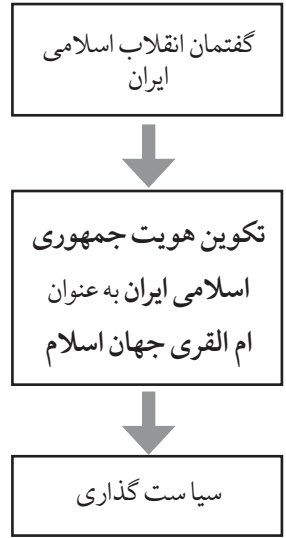 گفتمان انقلاب اسلامی
ایران
تکوین هویت جمهوری
اسلامی ایران به عنوان
ام القری جهان اسلام
سیا ست گذاری